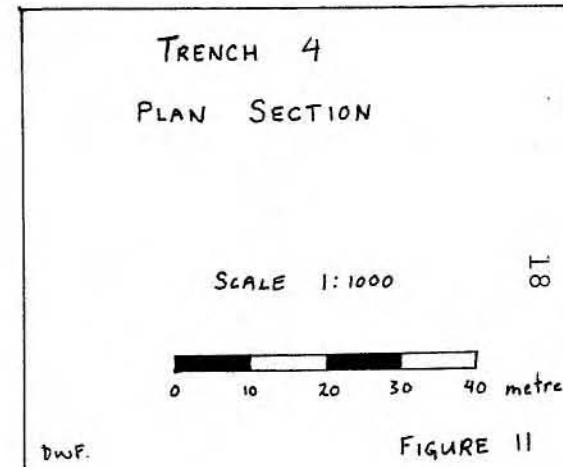 TRENCH 4
PLAN SECTION
SCALE 1:1000
18
0 10 20 30 40 metre
DWF.
FIGURE 11